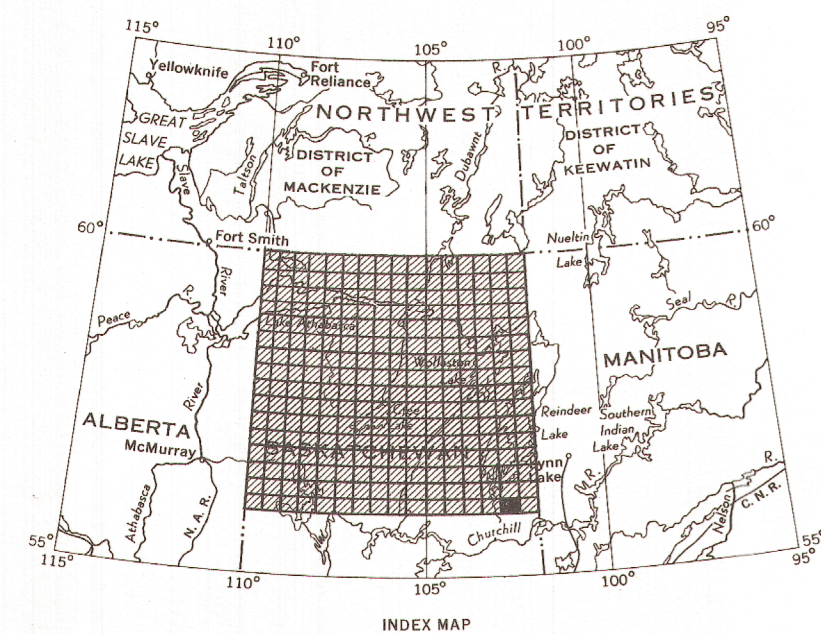 115°
110°
105°
100°
95°
Yellowknife
Fort
Reliance
R.
NORTHWEST TERRITORIES
GREAT
SLAVE
LAKE
Slave
Taltson
DISTRICT
OF
MACKENZIE
Dubawnt
DISTRICT
OF
KEEWATIN
60°
Fort Smith
Nueltin
Lake
60°
River
Peace R.
Seal R.
Lake Athabasca
Wollaston
Lake
MANITOBA
River
Cree
Lake
Reindeer
Lake
Southern
Indian
Lake
ALBERTA
McMurray
SASKATCHEWAN
Lynn
Lake
R.
Athabasca
N. A. R.
Churchill
Nelson
C. N. R.
55°
115°
110°
105°
100°
55°
95°
INDEX MAP